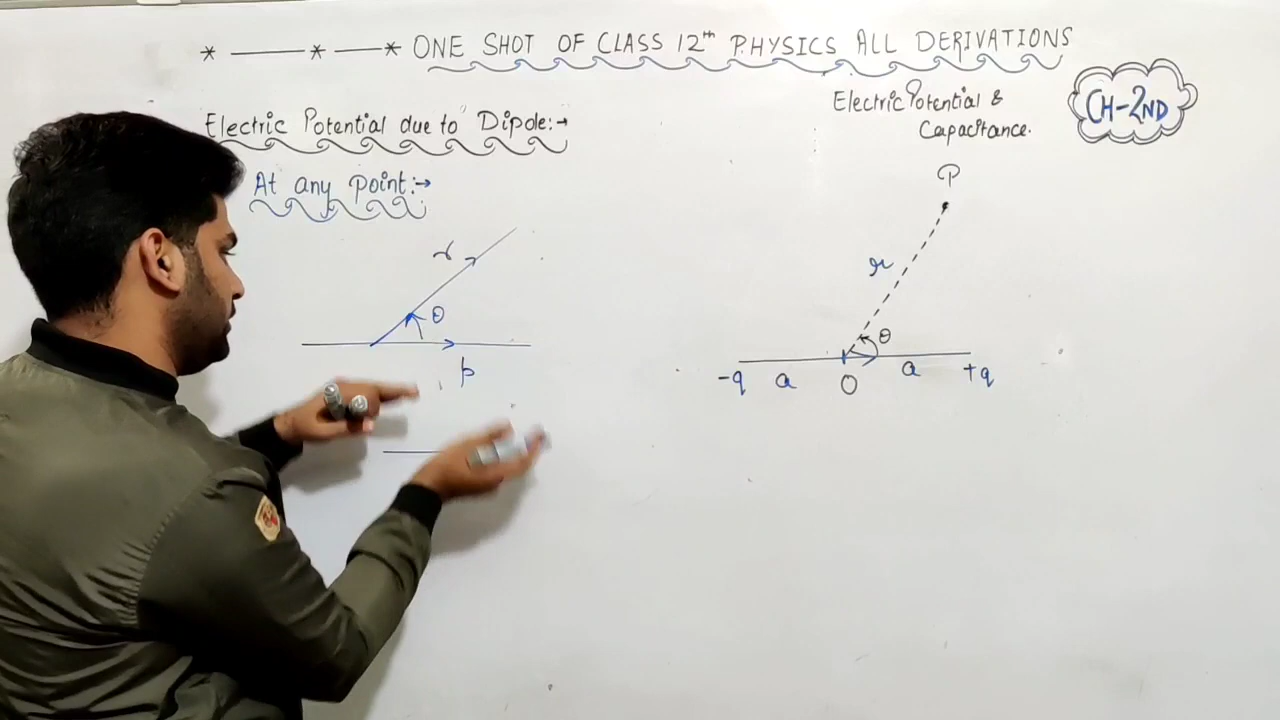 * —— * — * ONE SHOT OF CLASS 12th PHYSICS ALL DERIVATIONS
Electric Potential &
Capacitance.
CH-2ND
Electric Potential due to Dipole:→
At any point:→
r
θ
p
P
r
θ
-q a O a +q